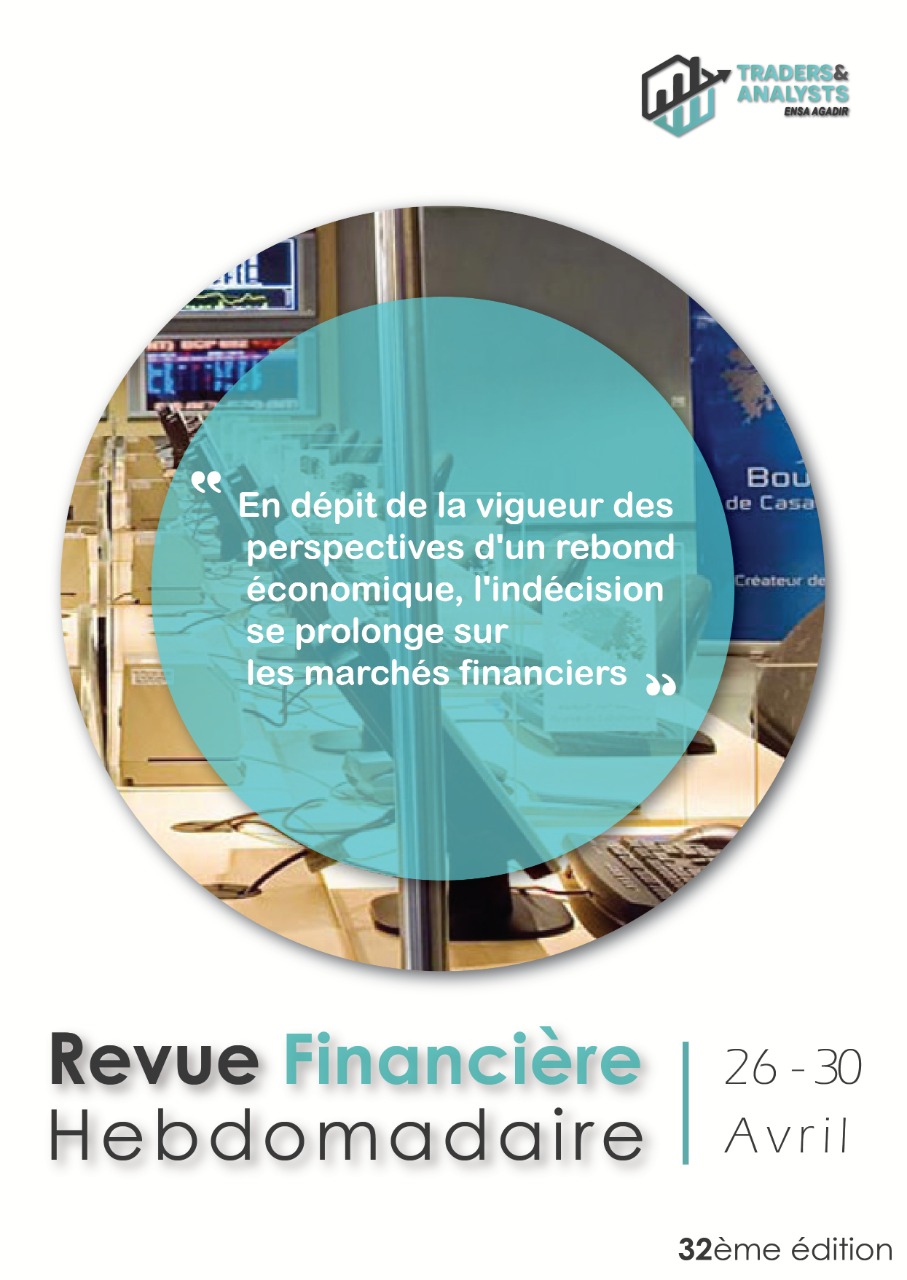 TRADERS&
ANALYSTS
ENSA AGADIR
“ En dépit de la vigueur des
perspectives d'un rebond
économique, l'indécision
se prolonge sur
les marchés financiers ”
Bou
de Casa
Créateur de
Revue Financière
Hebdomadaire
26 - 30
Avril
32ème édition